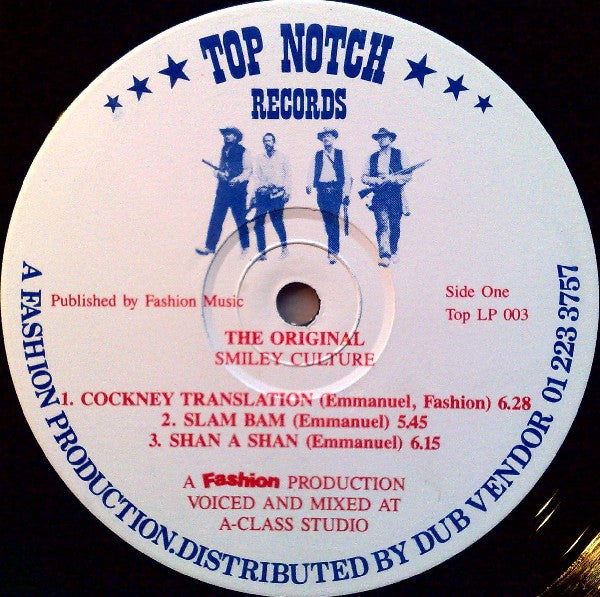 TOP NOTCH
RECORDS
Published by Fashion Music
Side One
Top LP 003
THE ORIGINAL
SMILEY CULTURE
1. COCKNEY TRANSLATION (Emmanuel, Fashion) 6.28
2. SLAM BAM (Emmanuel) 5.45
3. SHAN A SHAN (Emmanuel) 6.15
A Fashion PRODUCTION
VOICED AND MIXED AT
A-CLASS STUDIO
A FASHION PRODUCTION.DISTRIBUTED BY DUB VENDOR 01 223 3757